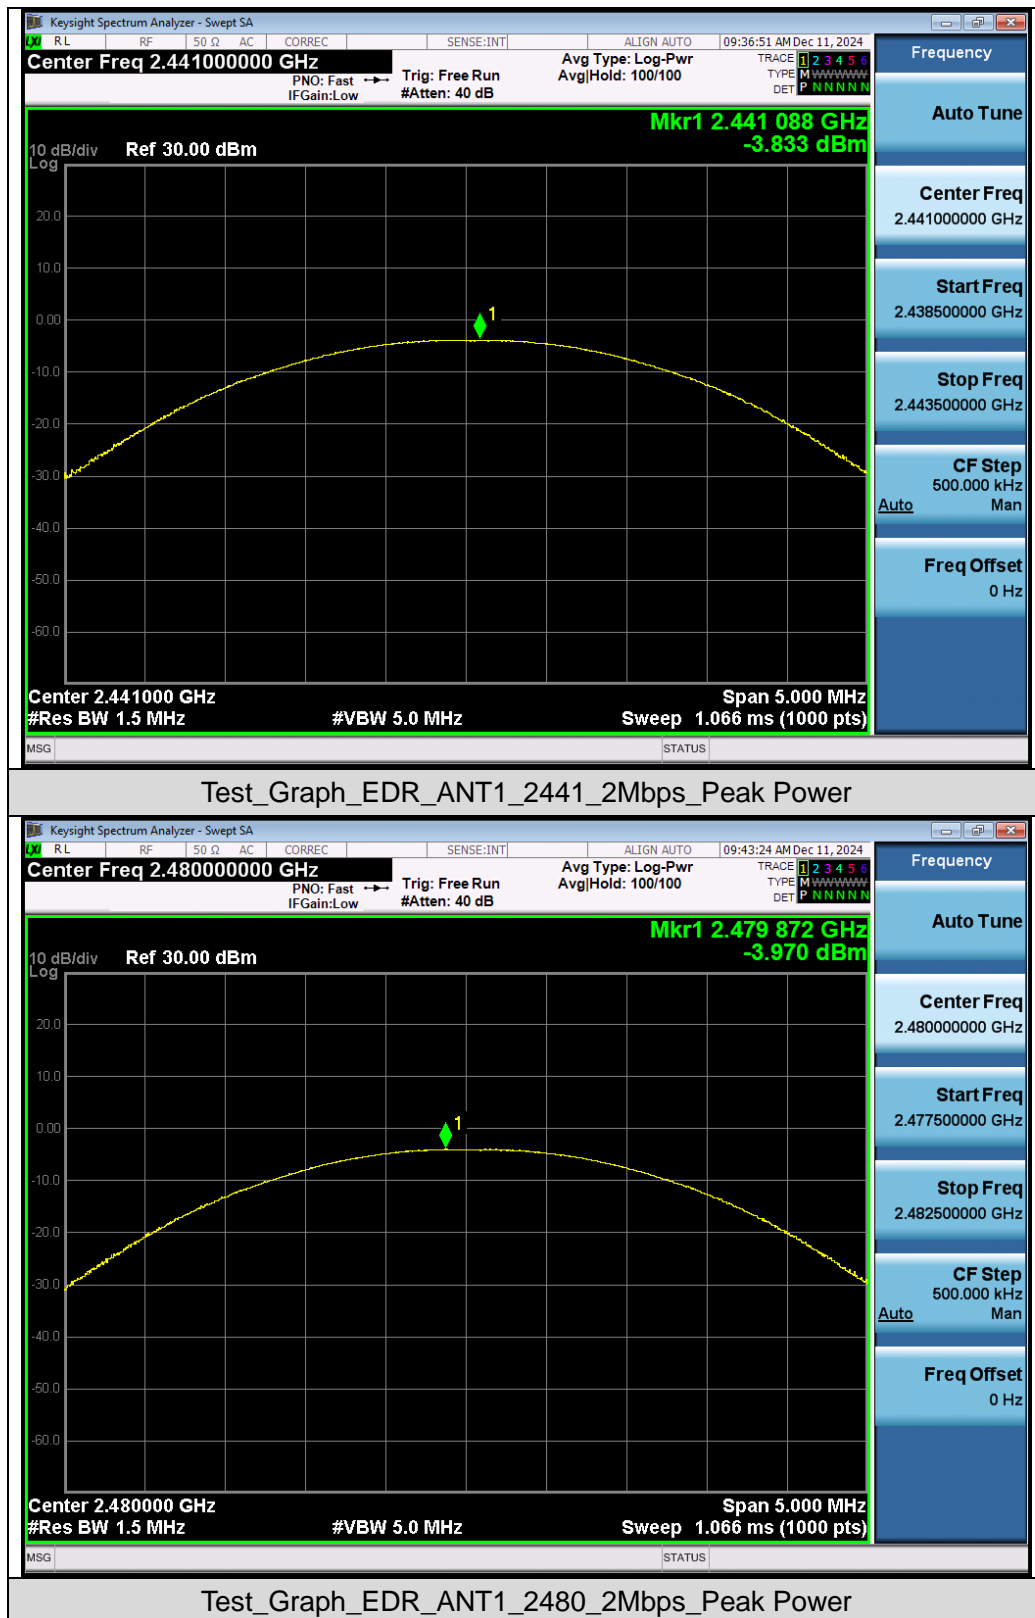 Keysight Spectrum Analyzer - Swept SA
LXI RL RF 50 Ω AC CORREC SENSE:INT ALIGN AUTO 09:36:51 AM Dec 11, 2024
Center Freq 2.441000000 GHz
PNO: Fast
IFGain:Low
Trig: Free Run
#Atten: 40 dB
Avg Type: Log-Pwr
Avg|Hold: 100/100
TRACE 1 2 3 4 5 6
TYPE M WWWWW
DET P N N N N N
Mkr1 2.441 088 GHz
-3.833 dBm
10 dB/div Ref 30.00 dBm
Log
20.0
10.0
0.00
-10.0
-20.0
-30.0
-40.0
-50.0
-60.0
1
Center 2.441000 GHz Span 5.000 MHz
#Res BW 1.5 MHz #VBW 5.0 MHz Sweep 1.066 ms (1000 pts)
MSG STATUS
Frequency
Auto Tune
Center Freq
2.441000000 GHz
Start Freq
2.438500000 GHz
Stop Freq
2.443500000 GHz
CF Step
500.000 kHz
Auto Man
Freq Offset
0 Hz
Test_Graph_EDR_ANT1_2441_2Mbps_Peak Power
Keysight Spectrum Analyzer - Swept SA
LXI RL RF 50 Ω AC CORREC SENSE:INT ALIGN AUTO 09:43:24 AM Dec 11, 2024
Center Freq 2.480000000 GHz
PNO: Fast
IFGain:Low
Trig: Free Run
#Atten: 40 dB
Avg Type: Log-Pwr
Avg|Hold: 100/100
TRACE 1 2 3 4 5 6
TYPE M WWWWW
DET P N N N N N
Mkr1 2.479 872 GHz
-3.970 dBm
10 dB/div Ref 30.00 dBm
Log
20.0
10.0
0.00
-10.0
-20.0
-30.0
-40.0
-50.0
-60.0
1
Center 2.480000 GHz Span 5.000 MHz
#Res BW 1.5 MHz #VBW 5.0 MHz Sweep 1.066 ms (1000 pts)
MSG STATUS
Frequency
Auto Tune
Center Freq
2.480000000 GHz
Start Freq
2.477500000 GHz
Stop Freq
2.482500000 GHz
CF Step
500.000 kHz
Auto Man
Freq Offset
0 Hz
Test_Graph_EDR_ANT1_2480_2Mbps_Peak Power